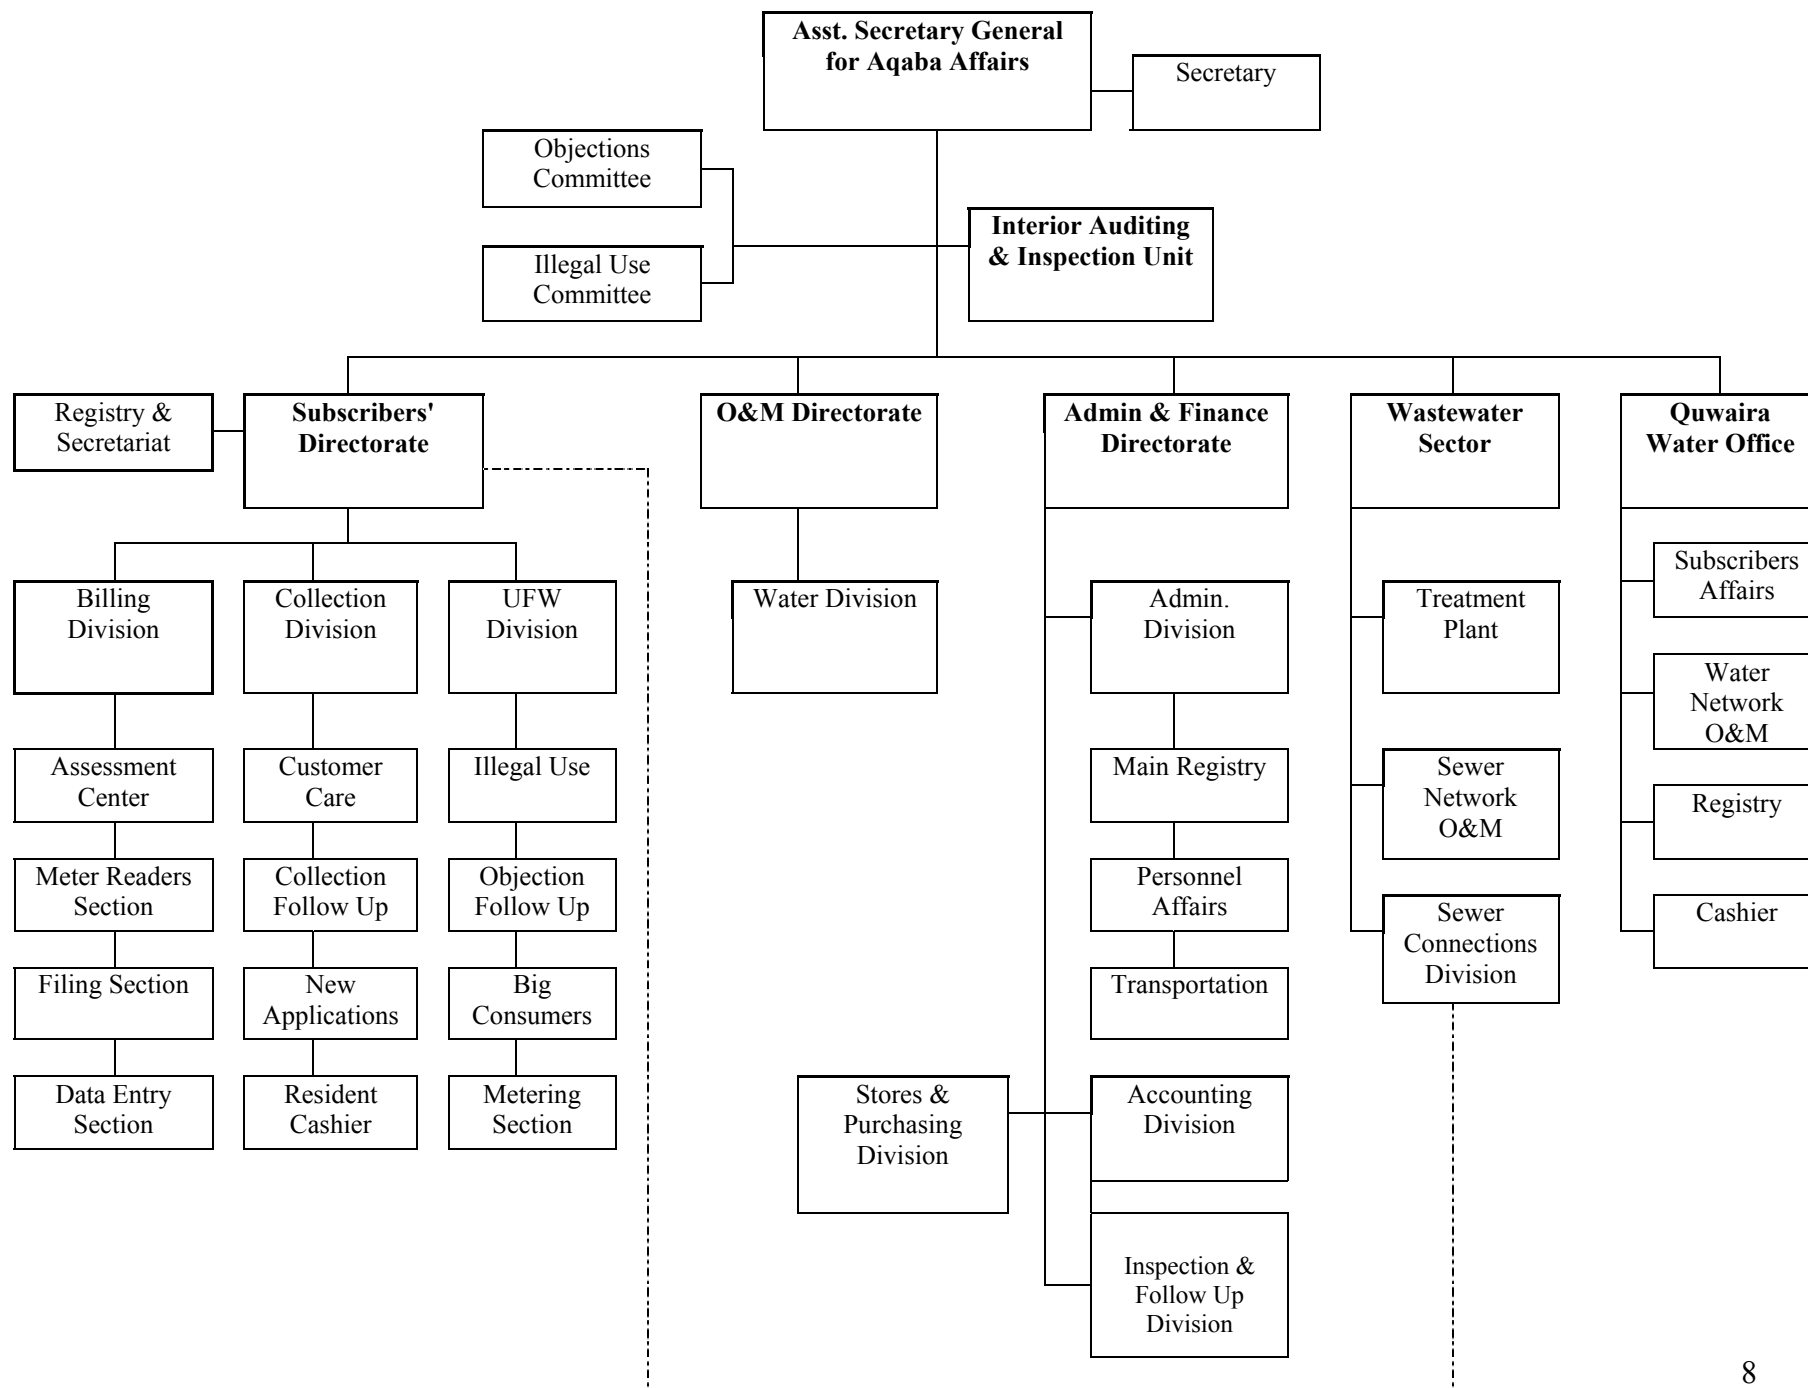 Asst. Secretary General
for Aqaba Affairs
Secretary
Objections
Committee
Interior Auditing
& Inspection Unit
Illegal Use
Committee
Registry &
Secretariat
Subscribers'
Directorate
O&M Directorate
Admin & Finance
Directorate
Wastewater
Sector
Quwaira
Water Office
Billing
Division
Collection
Division
UFW
Division
Water Division
Admin.
Division
Treatment
Plant
Subscribers
Affairs
Water
Network
O&M
Assessment
Center
Customer
Care
Illegal Use
Main Registry
Sewer
Network
O&M
Registry
Meter Readers
Section
Collection
Follow Up
Objection
Follow Up
Personnel
Affairs
Sewer
Connections
Division
Cashier
Filing Section
New
Applications
Big
Consumers
Transportation
Data Entry
Section
Resident
Cashier
Metering
Section
Stores &
Purchasing
Division
Accounting
Division
Inspection &
Follow Up
Division
8